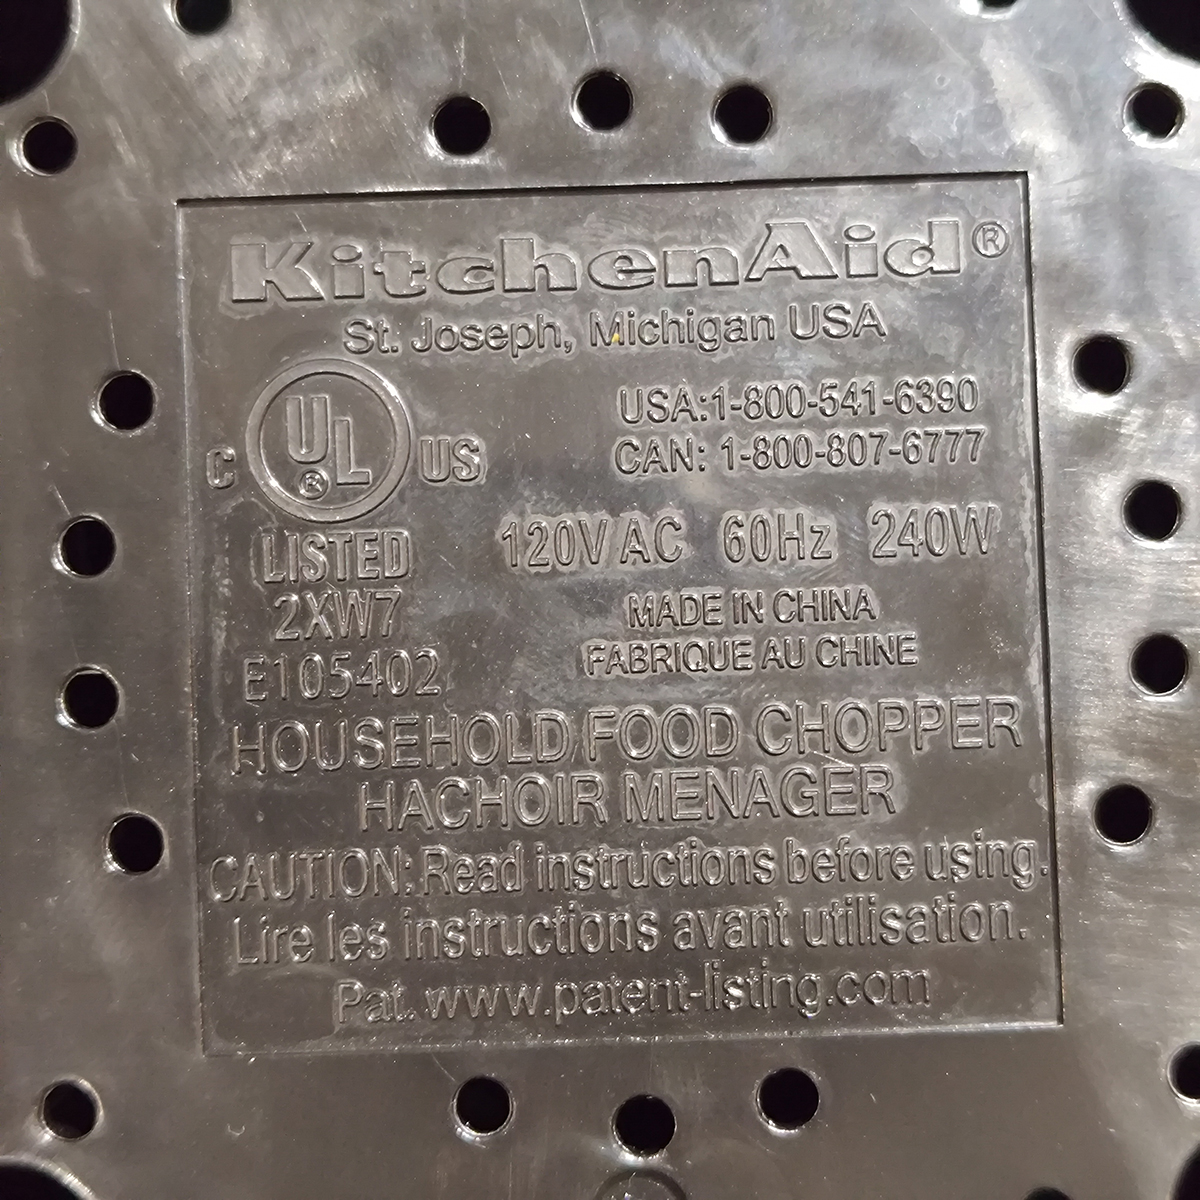 KitchenAid®
St. Joseph, Michigan USA
USA:1-800-541-6390
CAN: 1-800-807-6777
C UL® US
LISTED
2XW7
E105402
120V AC 60Hz 240W
MADE IN CHINA
FABRIQUE AU CHINE
HOUSEHOLD FOOD CHOPPER
HACHOIR MENAGER
CAUTION: Read instructions before using.
Lire les instructions avant utilisation.
Pat. www.patent-listing.com